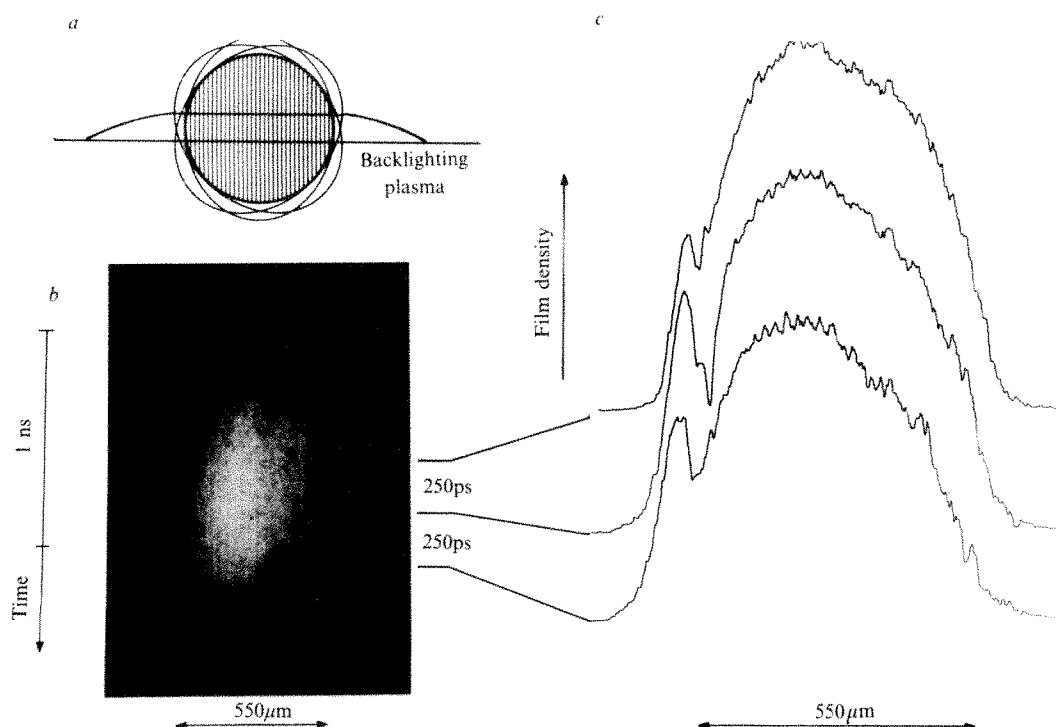 a
c
Backlighting
plasma
Film density
b
1 ns
Time
250ps
250ps
550μm
550μm